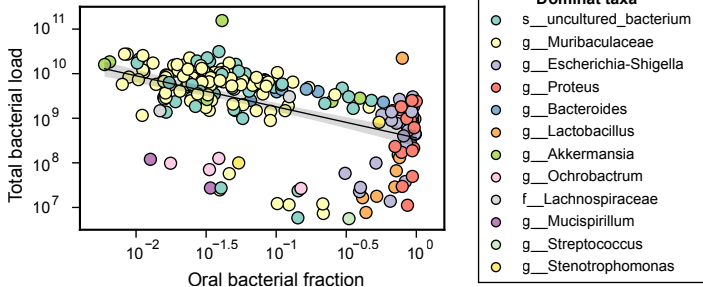 Dominat taxa
s__uncultured_bacterium
g__Muribaculaceae
g__Escherichia-Shigella
g__Proteus
g__Bacteroides
g__Lactobacillus
g__Akkermansia
g__Ochrobactrum
f__Lachnospiraceae
g__Mucispirillum
g__Streptococcus
g__Stenotrophomonas
Total bacterial load
10^11
10^10
10^9
10^8
10^7
10^−2
10^−1.5
10^−1
10^−0.5
10^0
Oral bacterial fraction